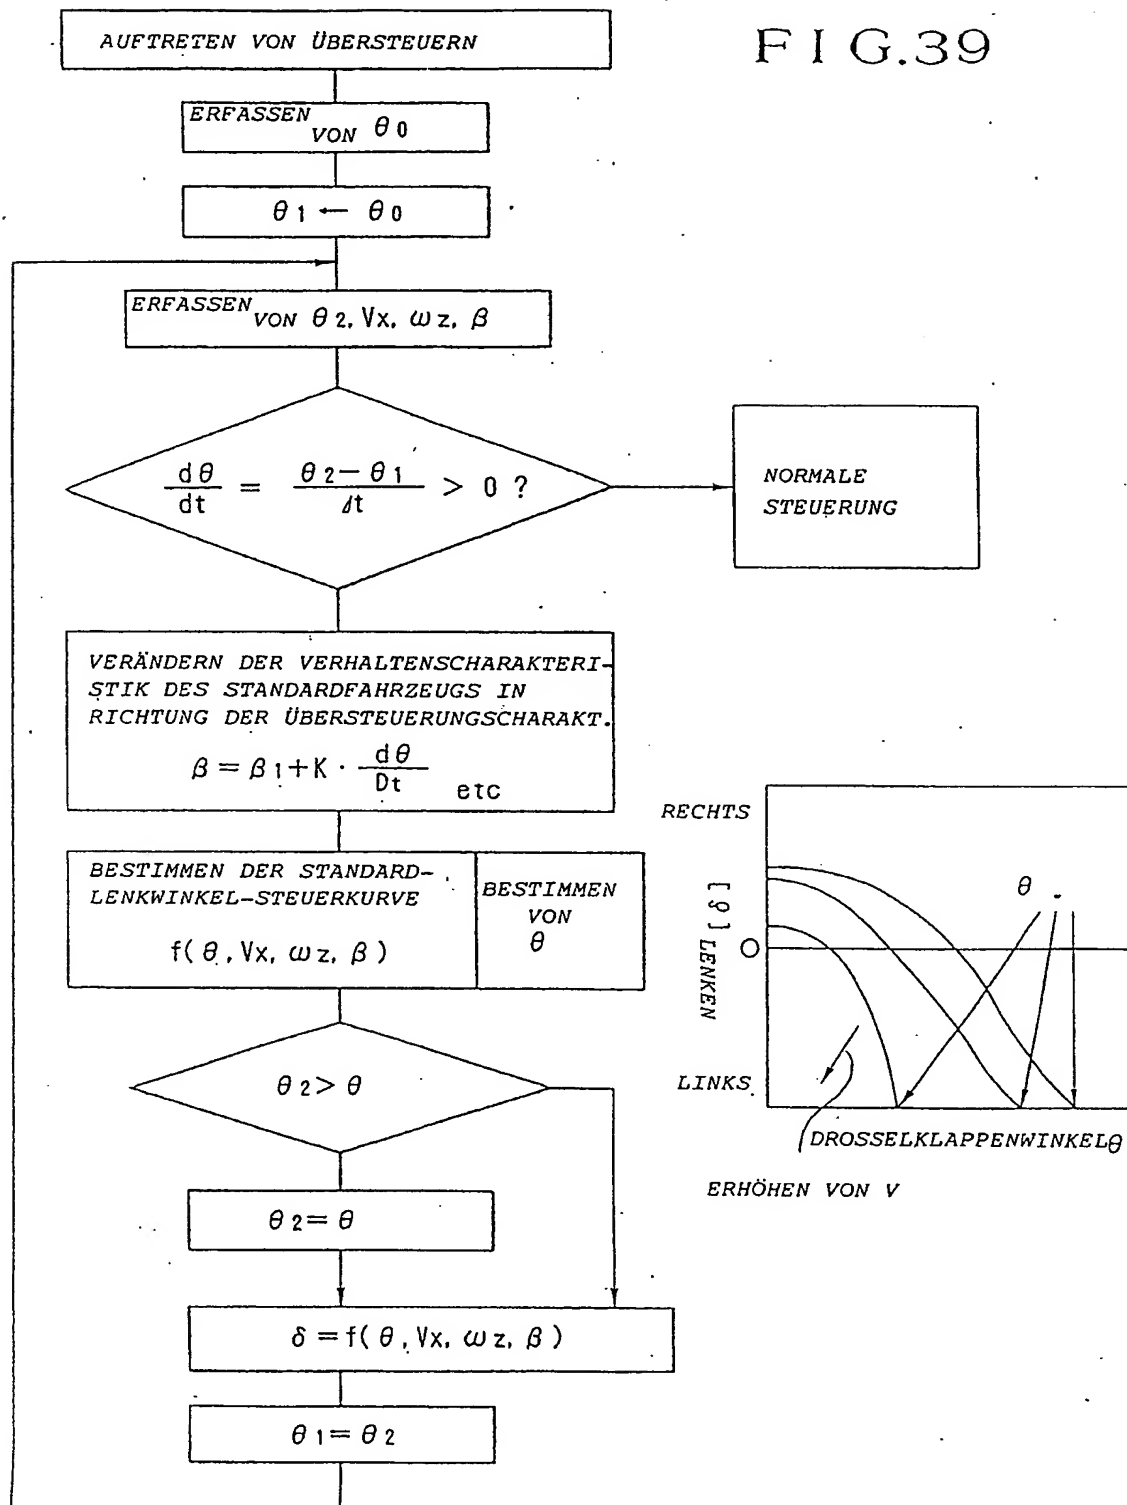 FIG.39
AUFTRETEN VON ÜBERSTEUERN
ERFASSEN VON θ0
θ1 ← θ0
ERFASSEN VON θ2, Vx, ωz, β
dθ/dt = θ2−θ1/Δt > 0 ?
NORMALE
STEUERUNG
VERÄNDERN DER VERHALTENSCHARAKTERI-
STIK DES STANDARDFAHRZEUGS IN
RICHTUNG DER ÜBERSTEUERUNGSCHARAKT.
β = β1+K · dθ/Dt etc
BESTIMMEN DER STANDARD-
LENKWINKEL-STEUERKURVE
f(θ, Vx, ωz, β)
BESTIMMEN
VON
θ
θ2 > θ
θ2 = θ
δ = f(θ, Vx, ωz, β)
θ1 = θ2
RECHTS
[δ]
LENKEN
O
LINKS
θ
DROSSELKLAPPENWINKEL θ
ERHÖHEN VON V